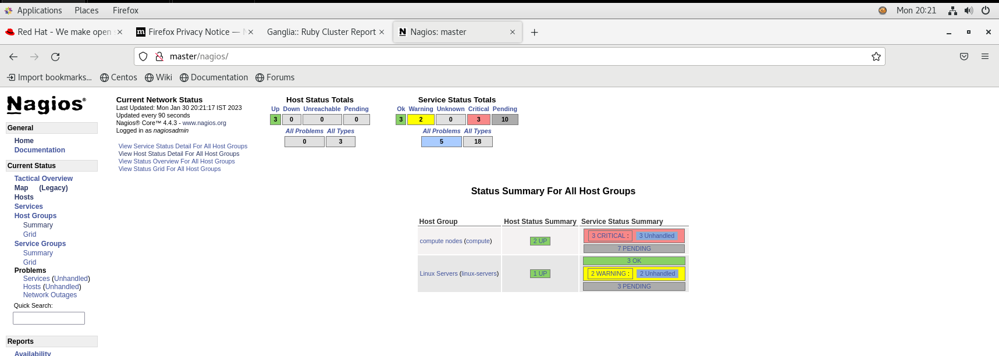 Applications Places Firefox Mon 20:21
Red Hat - We make open Firefox Privacy Notice — Ganglia:: Ruby Cluster Report Nagios: master
master/nagios/
Import bookmarks... Centos Wiki Documentation Forums
Nagios®
General
Home
Documentation
Current Status
Tactical Overview
Map (Legacy)
Hosts
Services
Host Groups
Summary
Grid
Service Groups
Summary
Grid
Problems
Services (Unhandled)
Hosts (Unhandled)
Network Outages
Quick Search:
Reports
Availability
Current Network Status
Last Updated: Mon Jan 30 20:21:17 IST 2023
Updated every 90 seconds
Nagios® Core™ 4.4.3 - www.nagios.org
Logged in as nagiosadmin
View Service Status Detail For All Host Groups
View Host Status Detail For All Host Groups
View Status Overview For All Host Groups
View Status Grid For All Host Groups
Host Status Totals
Up Down Unreachable Pending
3 0 0 0
All Problems All Types
0 3
Service Status Totals
Ok Warning Unknown Critical Pending
3 2 0 3 10
All Problems All Types
5 18
Status Summary For All Host Groups
Host Group Host Status Summary Service Status Summary
compute nodes (compute) 2 UP 3 CRITICAL : 3 Unhandled
7 PENDING
3 OK
Linux Servers (linux-servers) 1 UP 2 WARNING : 2 Unhandled
3 PENDING